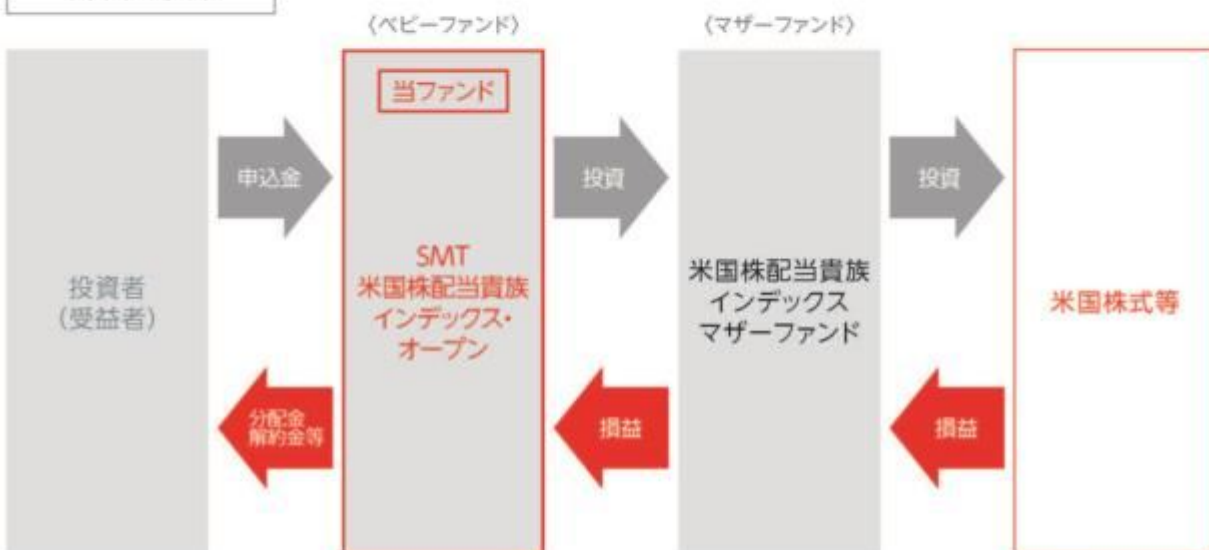 〈ベビーファンド〉
〈マザーファンド〉
当ファンド
申込金
投資
投資
投資者
(受益者)
SMT
米国株配当貴族
インデックス・
オープン
米国株配当貴族
インデックス
マザーファンド
米国株式等
分配金
解約金等
損益
損益